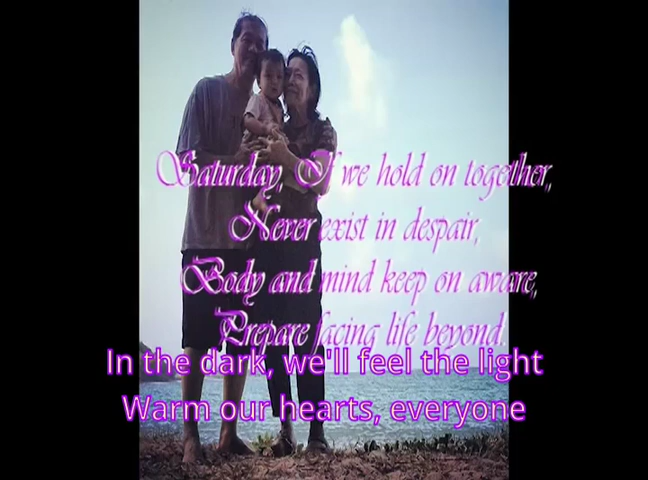 Saturday, If we hold on together,
Never exist in despair,
Body and mind keep on aware,
Prepare facing life beyond.
In the dark, we'll feel the light
Warm our hearts, everyone